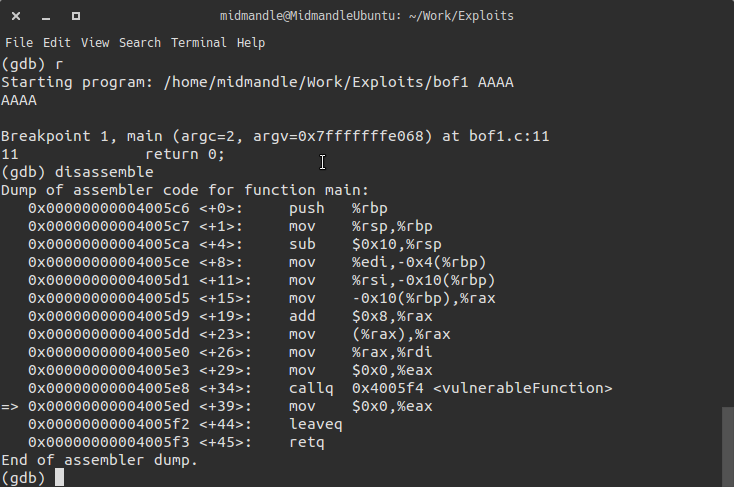 midmandle@MidmandleUbuntu: ~/Work/Exploits
File Edit View Search Terminal Help
(gdb) r
Starting program: /home/midmandle/Work/Exploits/bof1 AAAA
AAAA

Breakpoint 1, main (argc=2, argv=0x7fffffffe068) at bof1.c:11
11              return 0;
(gdb) disassemble
Dump of assembler code for function main:
   0x00000000004005c6 <+0>:     push   %rbp
   0x00000000004005c7 <+1>:     mov    %rsp,%rbp
   0x00000000004005ca <+4>:     sub    $0x10,%rsp
   0x00000000004005ce <+8>:     mov    %edi,-0x4(%rbp)
   0x00000000004005d1 <+11>:    mov    %rsi,-0x10(%rbp)
   0x00000000004005d5 <+15>:    mov    -0x10(%rbp),%rax
   0x00000000004005d9 <+19>:    add    $0x8,%rax
   0x00000000004005dd <+23>:    mov    (%rax),%rax
   0x00000000004005e0 <+26>:    mov    %rax,%rdi
   0x00000000004005e3 <+29>:    mov    $0x0,%eax
   0x00000000004005e8 <+34>:    callq  0x4005f4 <vulnerableFunction>
=> 0x00000000004005ed <+39>:    mov    $0x0,%eax
   0x00000000004005f2 <+44>:    leaveq
   0x00000000004005f3 <+45>:    retq
End of assembler dump.
(gdb)